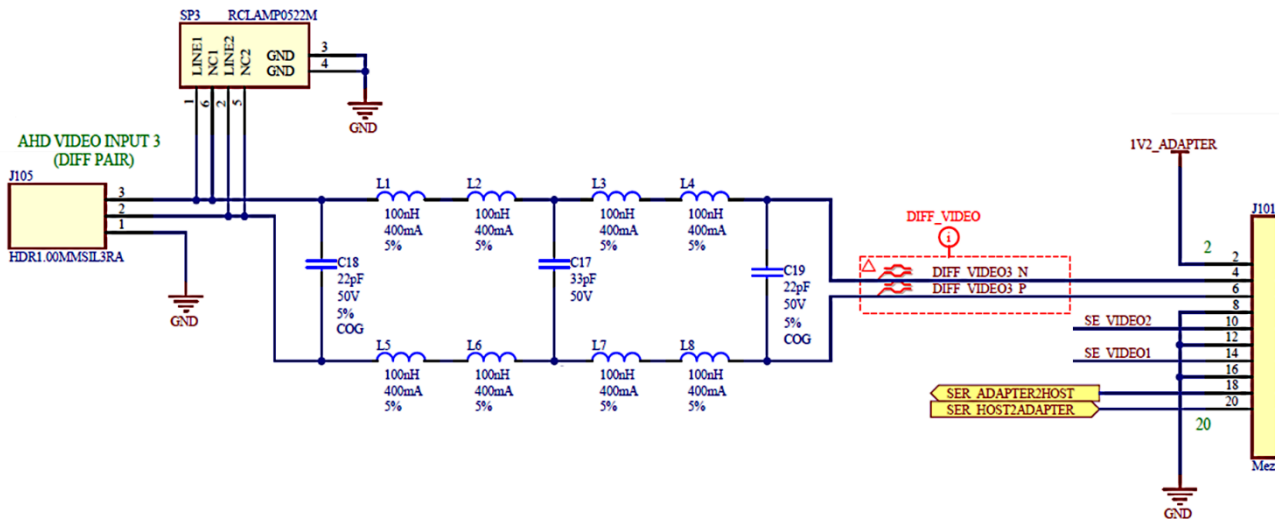 SP3 RCLAMP0522M
LINE1
NC1
LINE2
NC2
GND 3
GND 4
1
6
2
5
GND
AHD VIDEO INPUT 3
(DIFF PAIR)
J105
3
2
1
HDR1.00MMSIL3RA
GND
L1
100nH
400mA
5%
L2
100nH
400mA
5%
L3
100nH
400mA
5%
L4
100nH
400mA
5%
C18
22pF
50V
5%
COG
C17
33pF
50V
C19
22pF
50V
5%
COG
L5
100nH
400mA
5%
L6
100nH
400mA
5%
L7
100nH
400mA
5%
L8
100nH
400mA
5%
DIFF_VIDEO
i
DIFF_VIDEO3_N
DIFF_VIDEO3_P
1V2_ADAPTER
J101
2
2
4
6
8
SE_VIDEO2 10
12
SE_VIDEO1 14
16
SER_ADAPTER2HOST 18
SER_HOST2ADAPTER 20
20
Mez
GND